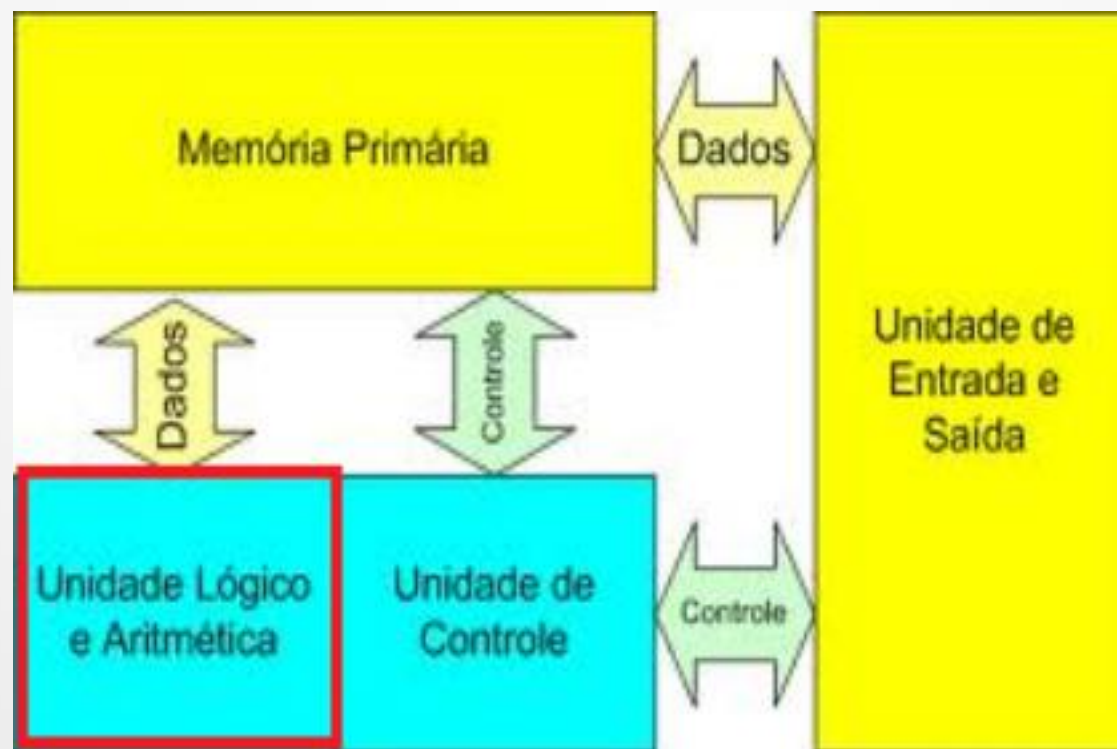 Memória Primária
Dados
Unidade de
Entrada e
Saída
Dados
Controle
Unidade Lógico
e Aritmética
Unidade de
Controle
Controle